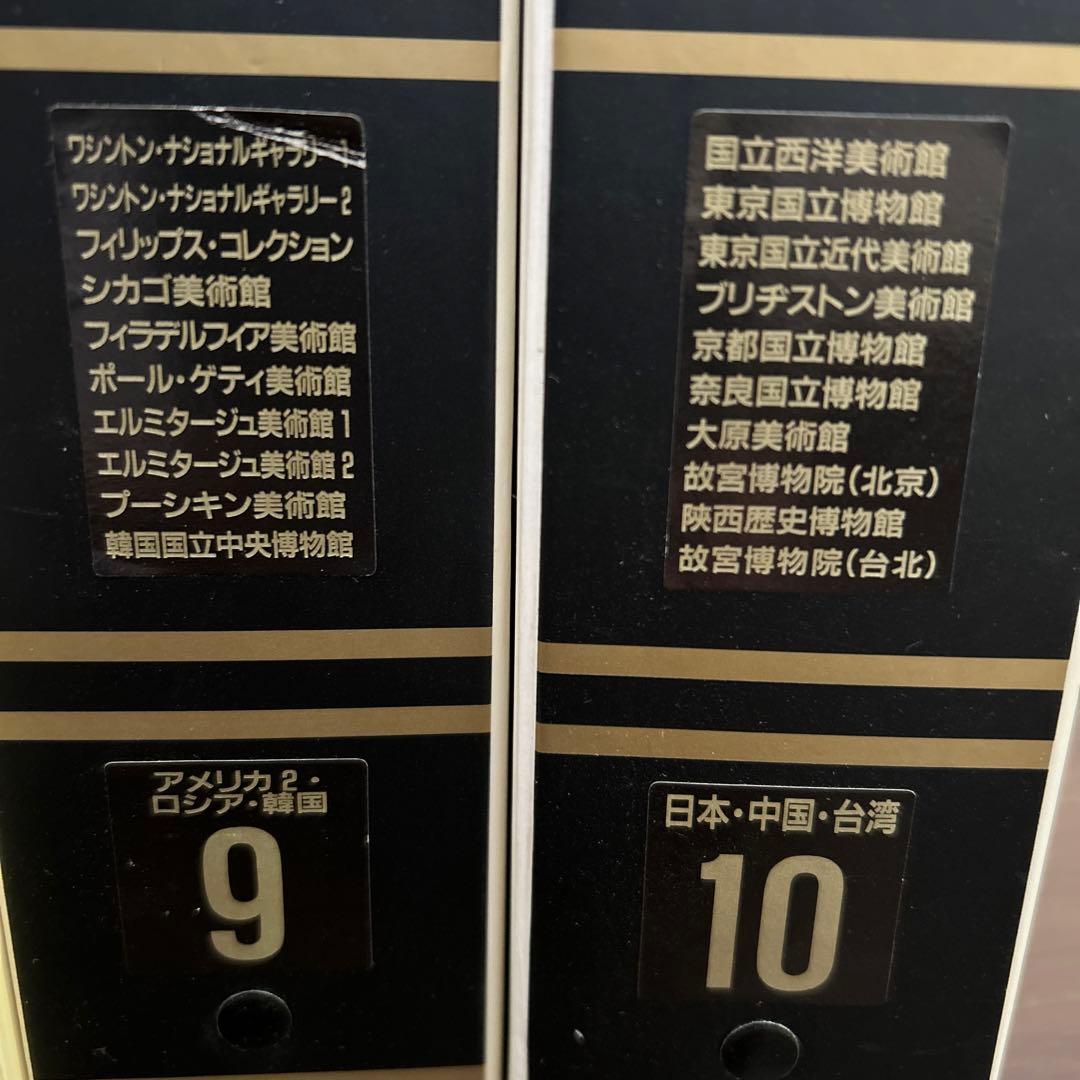 ワシントン・ナショナルギャラリー1
ワシントン・ナショナルギャラリー2
フィリップス・コレクション
シカゴ美術館
フィラデルフィア美術館
ポール・ゲティ美術館
エルミタージュ美術館1
エルミタージュ美術館2
プーシキン美術館
韓国国立中央博物館
アメリカ2・
ロシア・韓国
9
国立西洋美術館
東京国立博物館
東京国立近代美術館
ブリヂストン美術館
京都国立博物館
奈良国立博物館
大原美術館
故宮博物院(北京)
陝西歴史博物館
故宮博物院(台北)
日本・中国・台湾
10